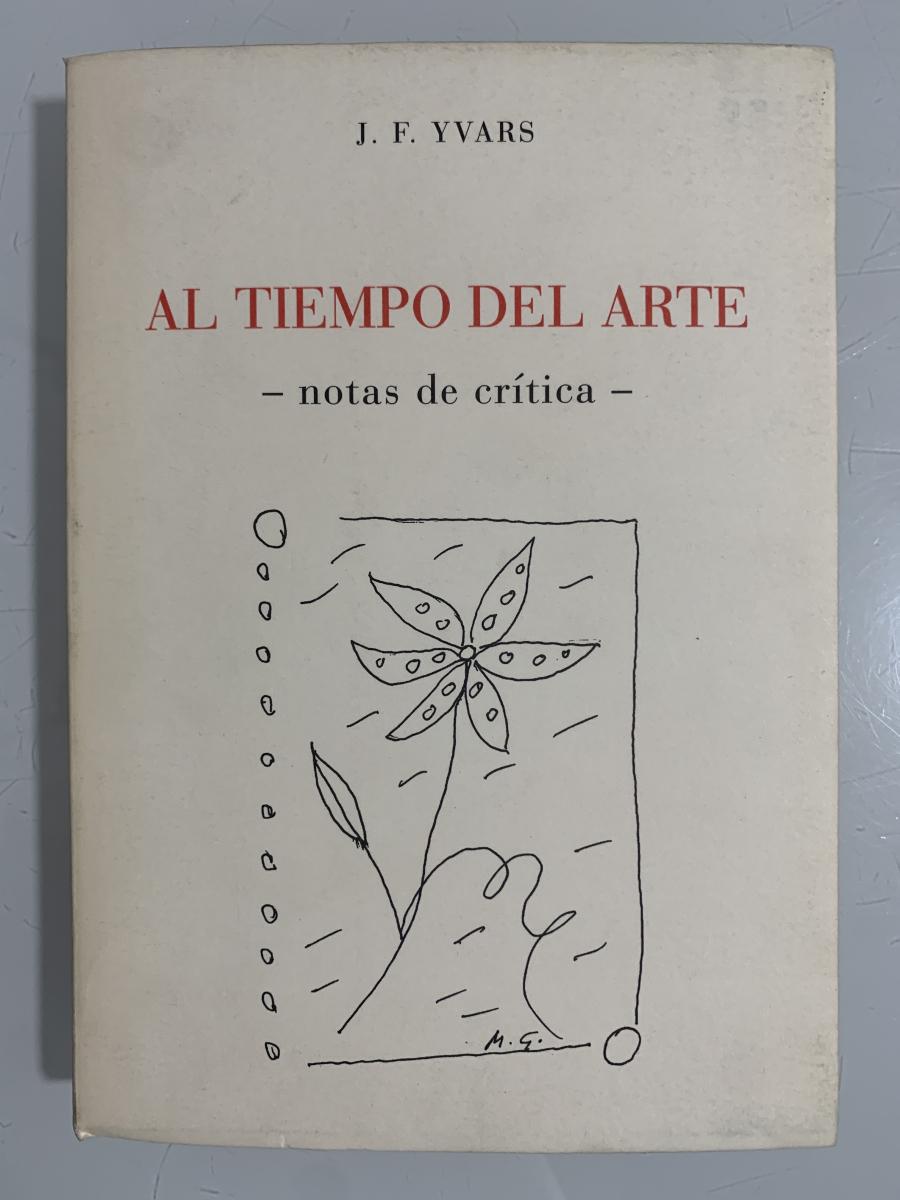 J. F. YVARS
AL TIEMPO DEL ARTE
– notas de crítica –
M. G.